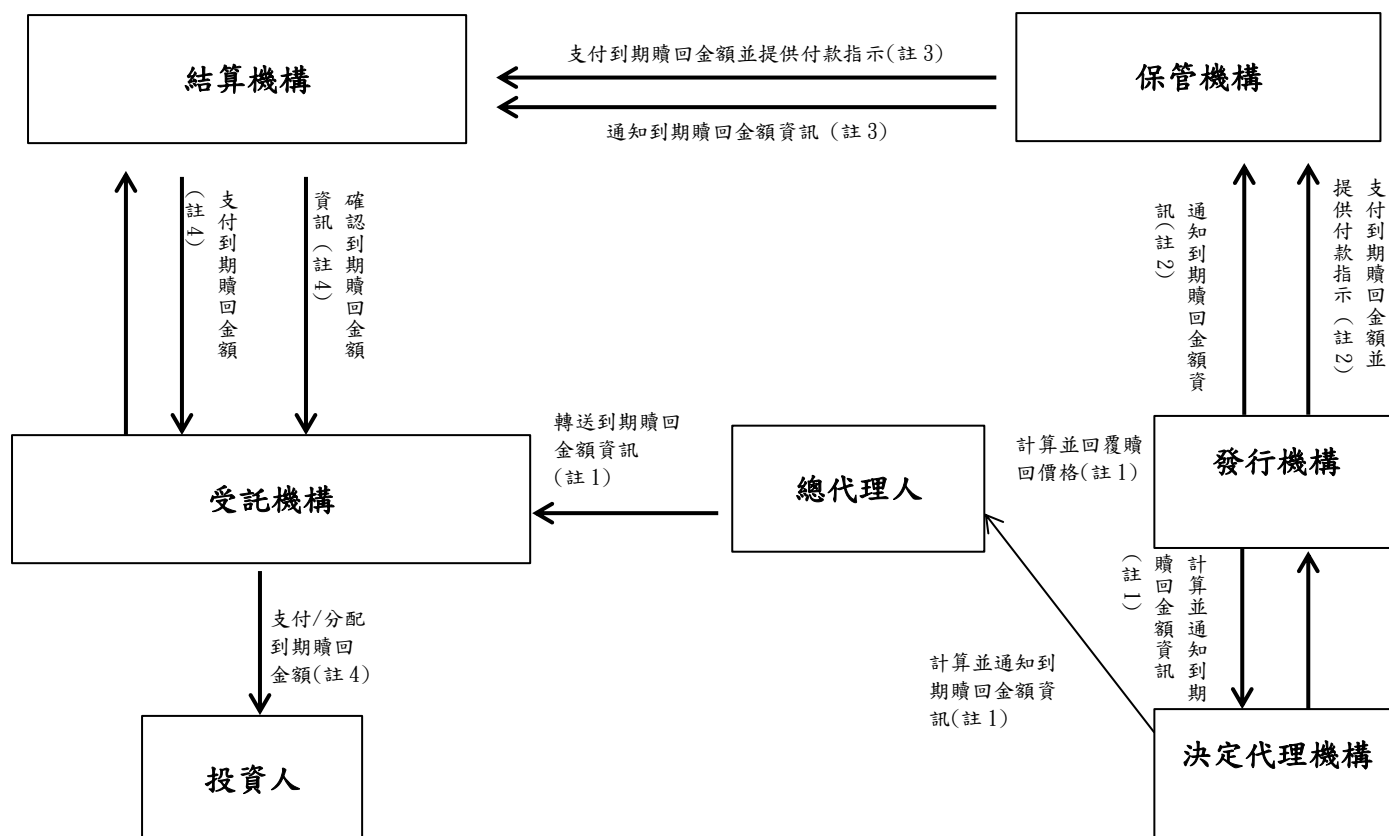 結算機構
支付到期贖回金額並提供付款指示(註 3)
通知到期贖回金額資訊 (註 3)
保管機構
支付到期贖回金額
(註 4)
確認到期贖回金額
資訊 (註 4)
通知到期贖回金額資
訊(註 2)
支付到期贖回金額並
提供付款指示 (註 2)
受託機構
轉送到期贖回
金額資訊
(註 1)
總代理人
計算並回覆贖
回價格(註 1)
發行機構
計算並通知到期
贖回金額資訊
(註 1)
支付/分配
到期贖回
金額(註 4)
計算並通知到
期贖回金額資
訊(註 1)
投資人
決定代理機構